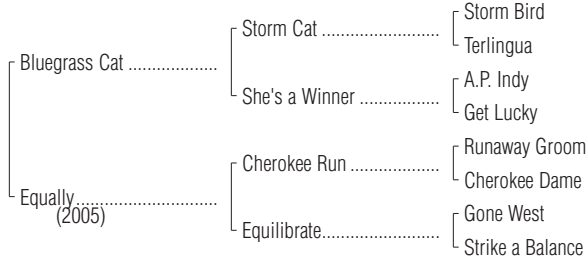 Storm Bird
Storm Cat ........................
Terlingua
Bluegrass Cat ..................
A.P. Indy
She's a Winner ................
Get Lucky
Runaway Groom
Cherokee Run ..................
Cherokee Dame
Equally............................
(2005)
Gone West
Equilibrate.......................
Strike a Balance